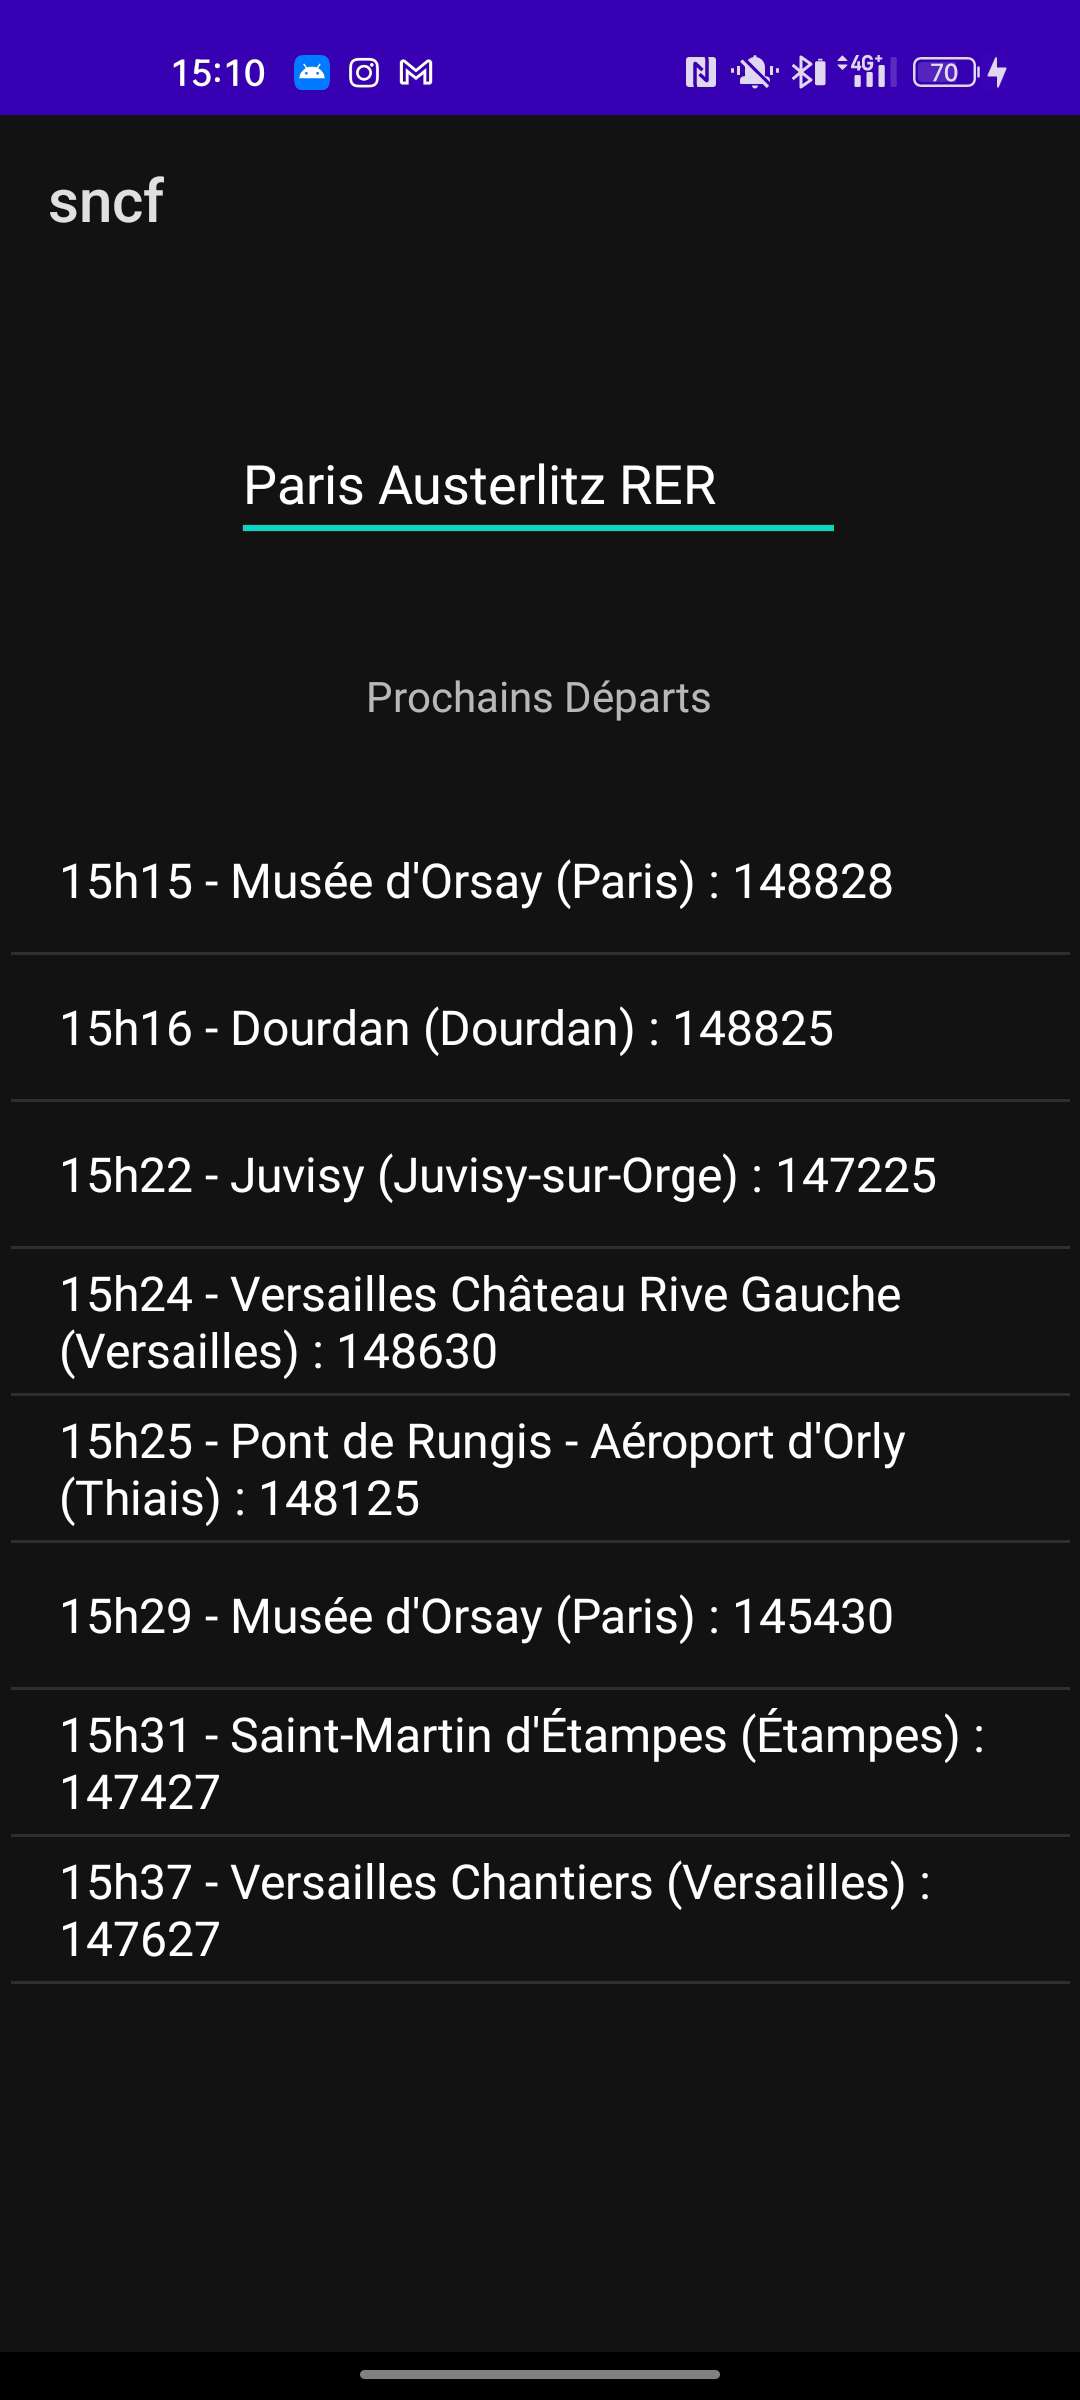 15:10 4G+ 70
sncf
Paris Austerlitz RER
Prochains Départs
15h15 - Musée d'Orsay (Paris) : 148828
15h16 - Dourdan (Dourdan) : 148825
15h22 - Juvisy (Juvisy-sur-Orge) : 147225
15h24 - Versailles Château Rive Gauche
(Versailles) : 148630
15h25 - Pont de Rungis - Aéroport d'Orly
(Thiais) : 148125
15h29 - Musée d'Orsay (Paris) : 145430
15h31 - Saint-Martin d'Étampes (Étampes) :
147427
15h37 - Versailles Chantiers (Versailles) :
147627